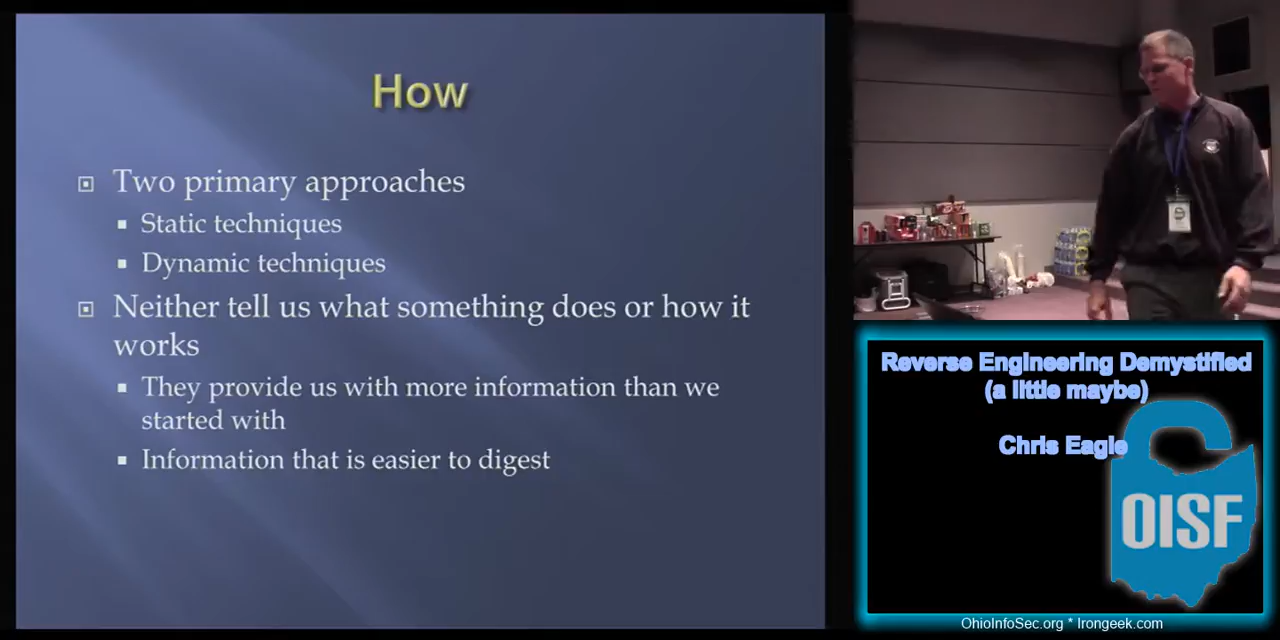 How
Two primary approaches
Static techniques
Dynamic techniques
Neither tell us what something does or how it
works
They provide us with more information than we
started with
Information that is easier to digest
Reverse Engineering Demystified
(a little maybe)
Chris Eagle
OISF
OhioInfoSec.org * Irongeek.com